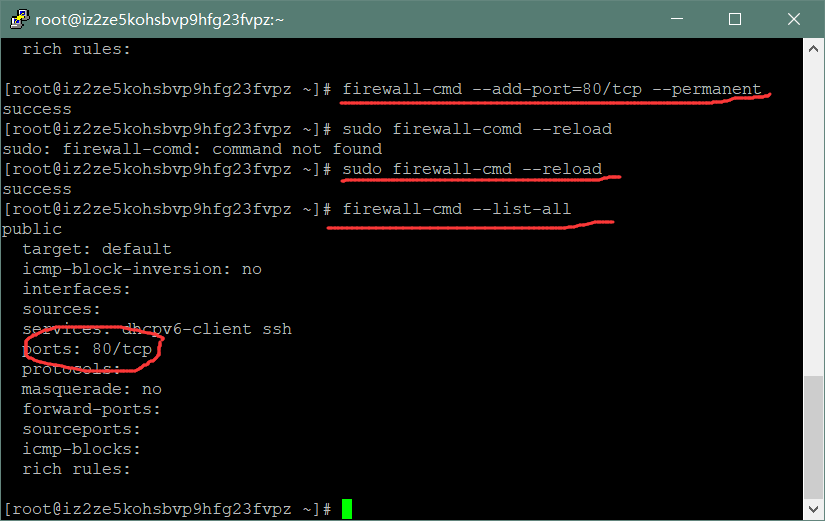 root@iz2ze5kohsbvp9hfg23fvpz:~
rich rules:
[root@iz2ze5kohsbvp9hfg23fvpz ~]# firewall-cmd --add-port=80/tcp --permanent
success
[root@iz2ze5kohsbvp9hfg23fvpz ~]# sudo firewall-comd --reload
sudo: firewall-comd: command not found
[root@iz2ze5kohsbvp9hfg23fvpz ~]# sudo firewall-cmd --reload
success
[root@iz2ze5kohsbvp9hfg23fvpz ~]# firewall-cmd --list-all
public
target: default
icmp-block-inversion: no
interfaces:
sources:
services: dhcpv6-client ssh
ports: 80/tcp
protocols:
masquerade: no
forward-ports:
sourceports:
icmp-blocks:
rich rules:
[root@iz2ze5kohsbvp9hfg23fvpz ~]#